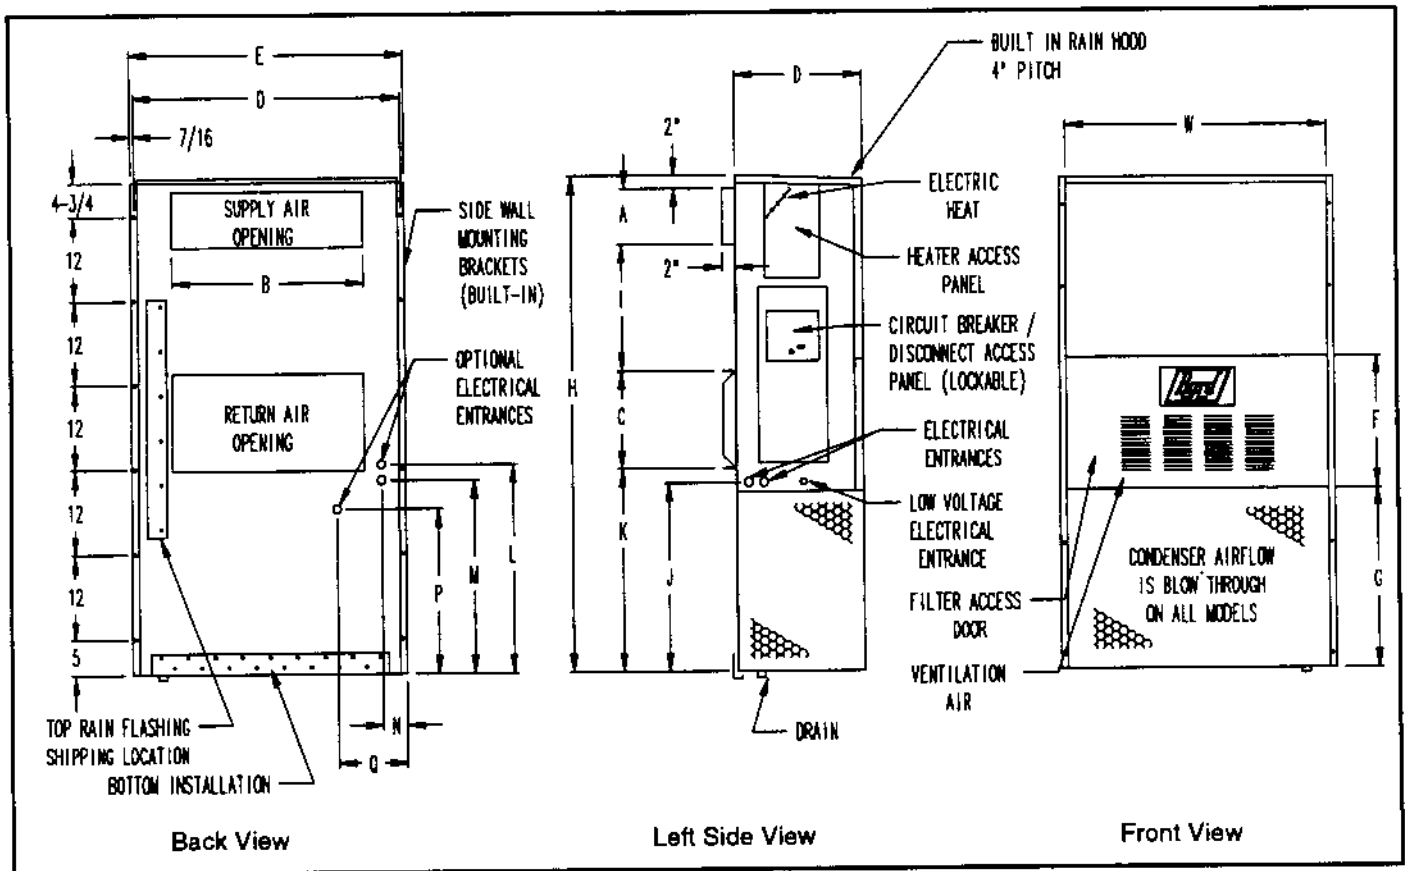 E
O
7/16
4-3/4
12
12
12
12
12
5
SUPPLY AIR
OPENING
B
RETURN AIR
OPENING
SIDE WALL
MOUNTING
BRACKETS
(BUILT-IN)
OPTIONAL
ELECTRICAL
ENTRANCES
L
M
P
N
Q
TOP RAIN FLASHING
SHIPPING LOCATION
BOTTOM INSTALLATION
Back View
D
BUILT IN RAIN HOOD
4° PITCH
2"
A
2"
I
H
C
K
J
ELECTRIC
HEAT
HEATER ACCESS
PANEL
CIRCUIT BREAKER /
DISCONNECT ACCESS
PANEL (LOCKABLE)
ELECTRICAL
ENTRANCES
LOW VOLTAGE
ELECTRICAL
ENTRANCE
FILTER ACCESS
DOOR
VENTILATION
AIR
DRAIN
Left Side View
W
Bard
F
G
CONDENSER AIRFLOW
IS BLOW THROUGH
ON ALL MODELS
Front View